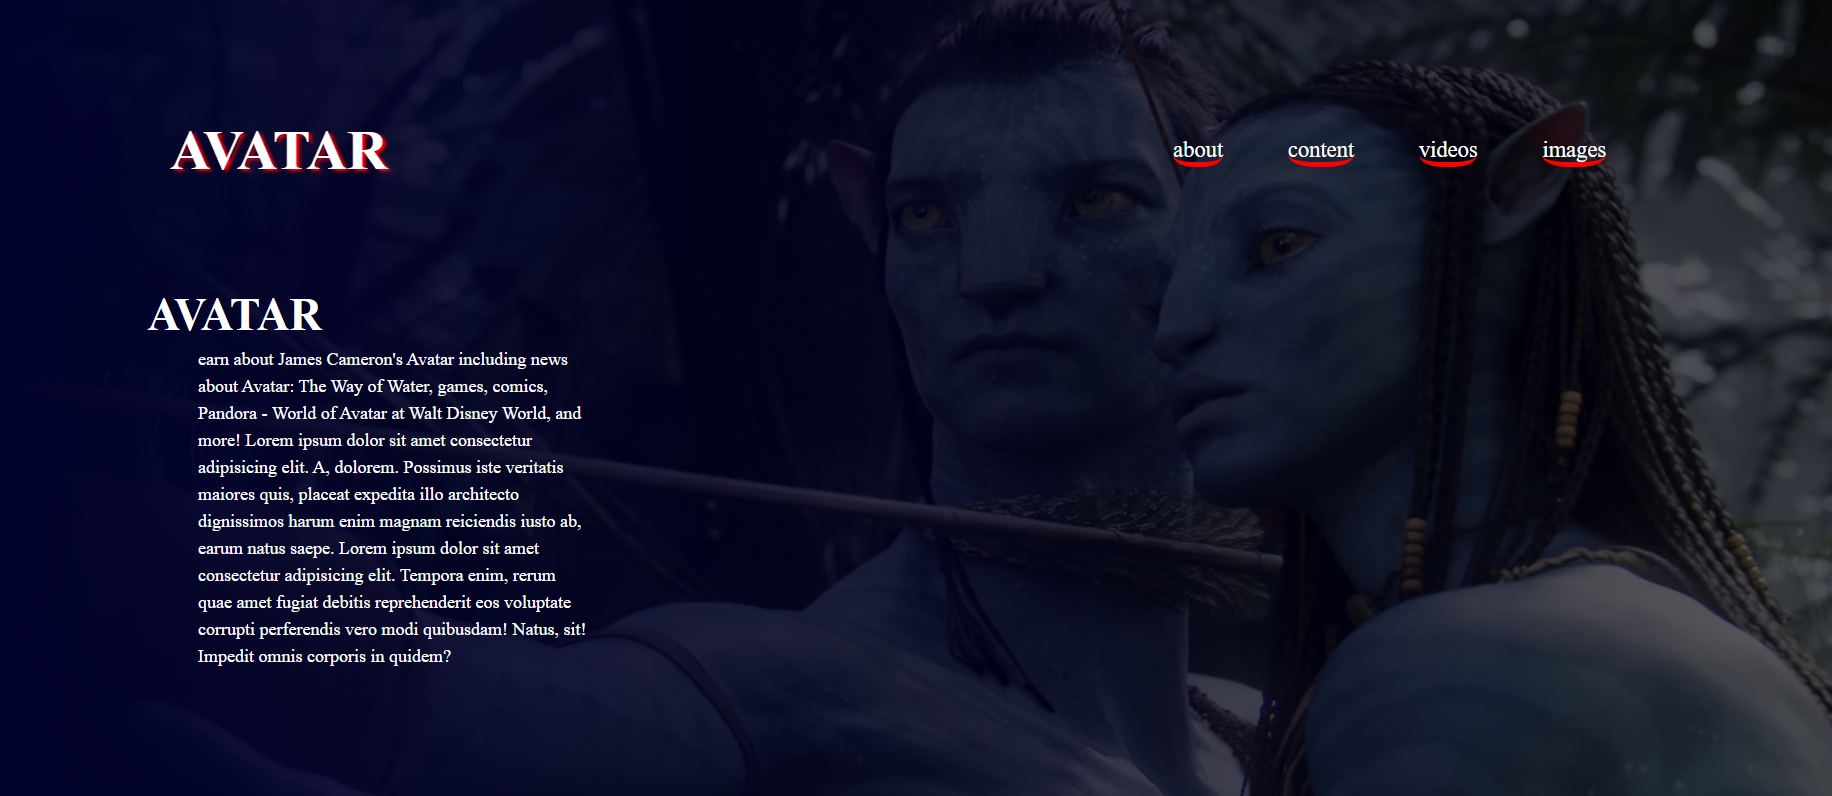 AVATAR
about content videos images
AVATAR
earn about James Cameron's Avatar including news
about Avatar: The Way of Water, games, comics,
Pandora - World of Avatar at Walt Disney World, and
more! Lorem ipsum dolor sit amet consectetur
adipisicing elit. A, dolorem. Possimus iste veritatis
maiores quis, placeat expedita illo architecto
dignissimos harum enim magnam reiciendis iusto ab,
earum natus saepe. Lorem ipsum dolor sit amet
consectetur adipisicing elit. Tempora enim, rerum
quae amet fugiat debitis reprehenderit eos voluptate
corrupti perferendis vero modi quibusdam! Natus, sit!
Impedit omnis corporis in quidem?